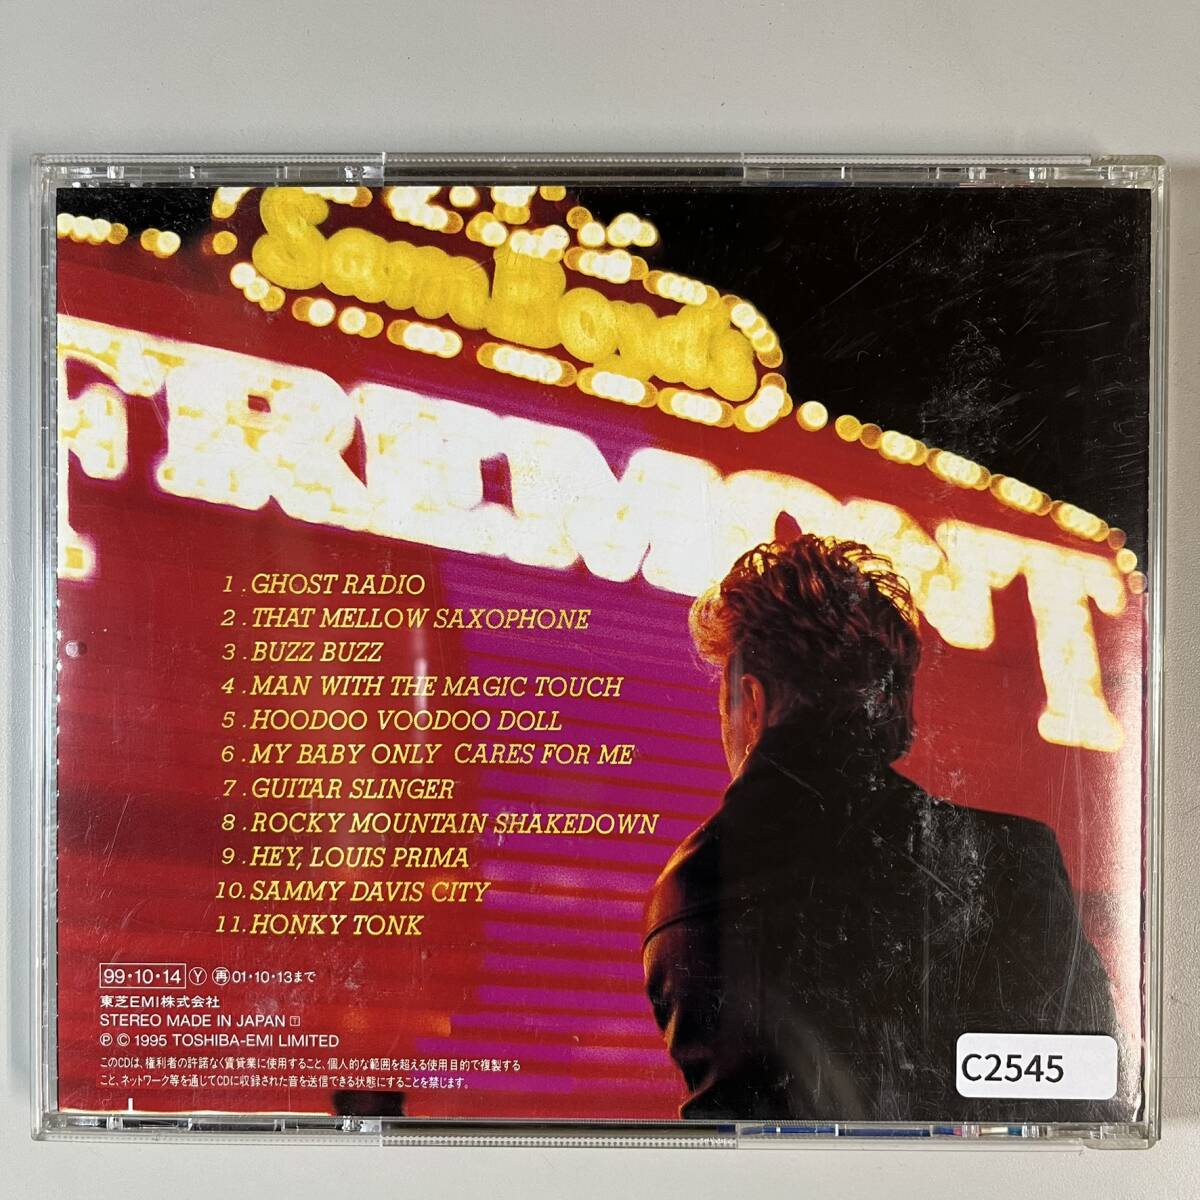 Sam Boyd's
FREMONT
1. GHOST RADIO
2. THAT MELLOW SAXOPHONE
3. BUZZ BUZZ
4. MAN WITH THE MAGIC TOUCH
5. HOODOO VOODOO DOLL
6. MY BABY ONLY CARES FOR ME
7. GUITAR SLINGER
8. ROCKY MOUNTAIN SHAKEDOWN
9. HEY, LOUIS PRIMA
10. SAMMY DAVIS CITY
11. HONKY TONK
99・10・14 Ⓨ ㊢01・10・13まで
東芝EMI株式会社
STEREO MADE IN JAPAN T
Ⓟ © 1995 TOSHIBA-EMI LIMITED
このCDは、権利者の許諾なく賃貸業に使用すること、個人的な範囲を超える使用目的で複製する
こと、ネットワーク等を通じてCDに収録された音を送信できる状態にすることを禁じます。
C2545